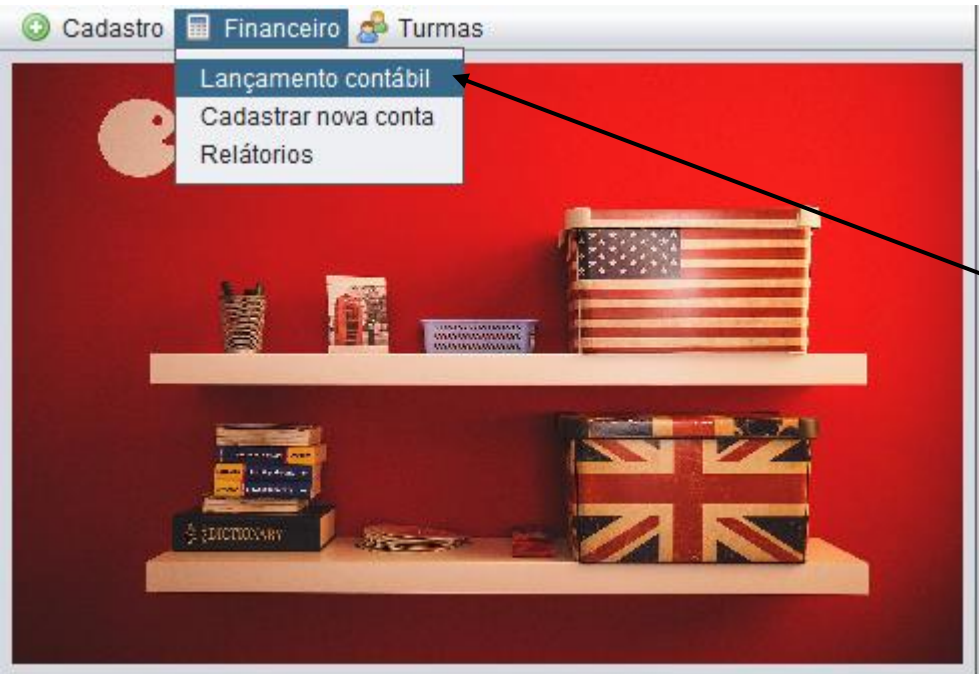 Cadastro Financeiro Turmas
Lançamento contábil
Cadastrar nova conta
Relátorios
DICTIONARY